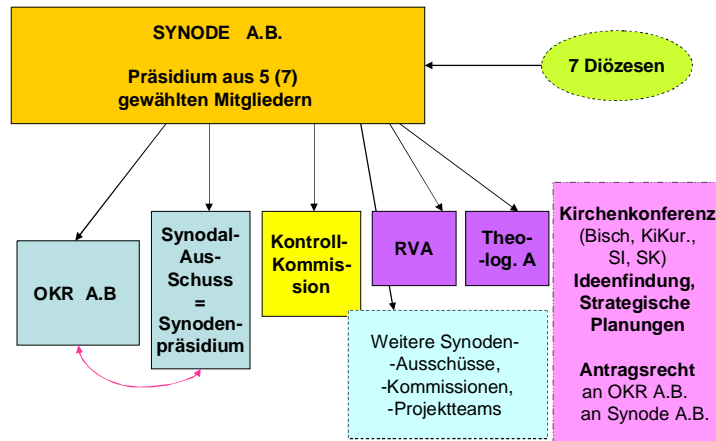 SYNODE A.B.
Präsidium aus 5 (7)
gewählten Mitgliedern
7 Diözesen
OKR A.B
Synodal-
Aus-
Schuss
=
Synoden-
präsidium
Kontroll-
Kommis-
sion
RVA
Theo-
-log. A
Weitere Synoden-
-Ausschüsse,
-Kommissionen,
-Projektteams
Kirchenkonferenz
(Bisch, KiKur.,
SI, SK)
Ideenfindung,
Strategische
Planungen
Antragsrecht
an OKR A.B.
an Synode A.B.